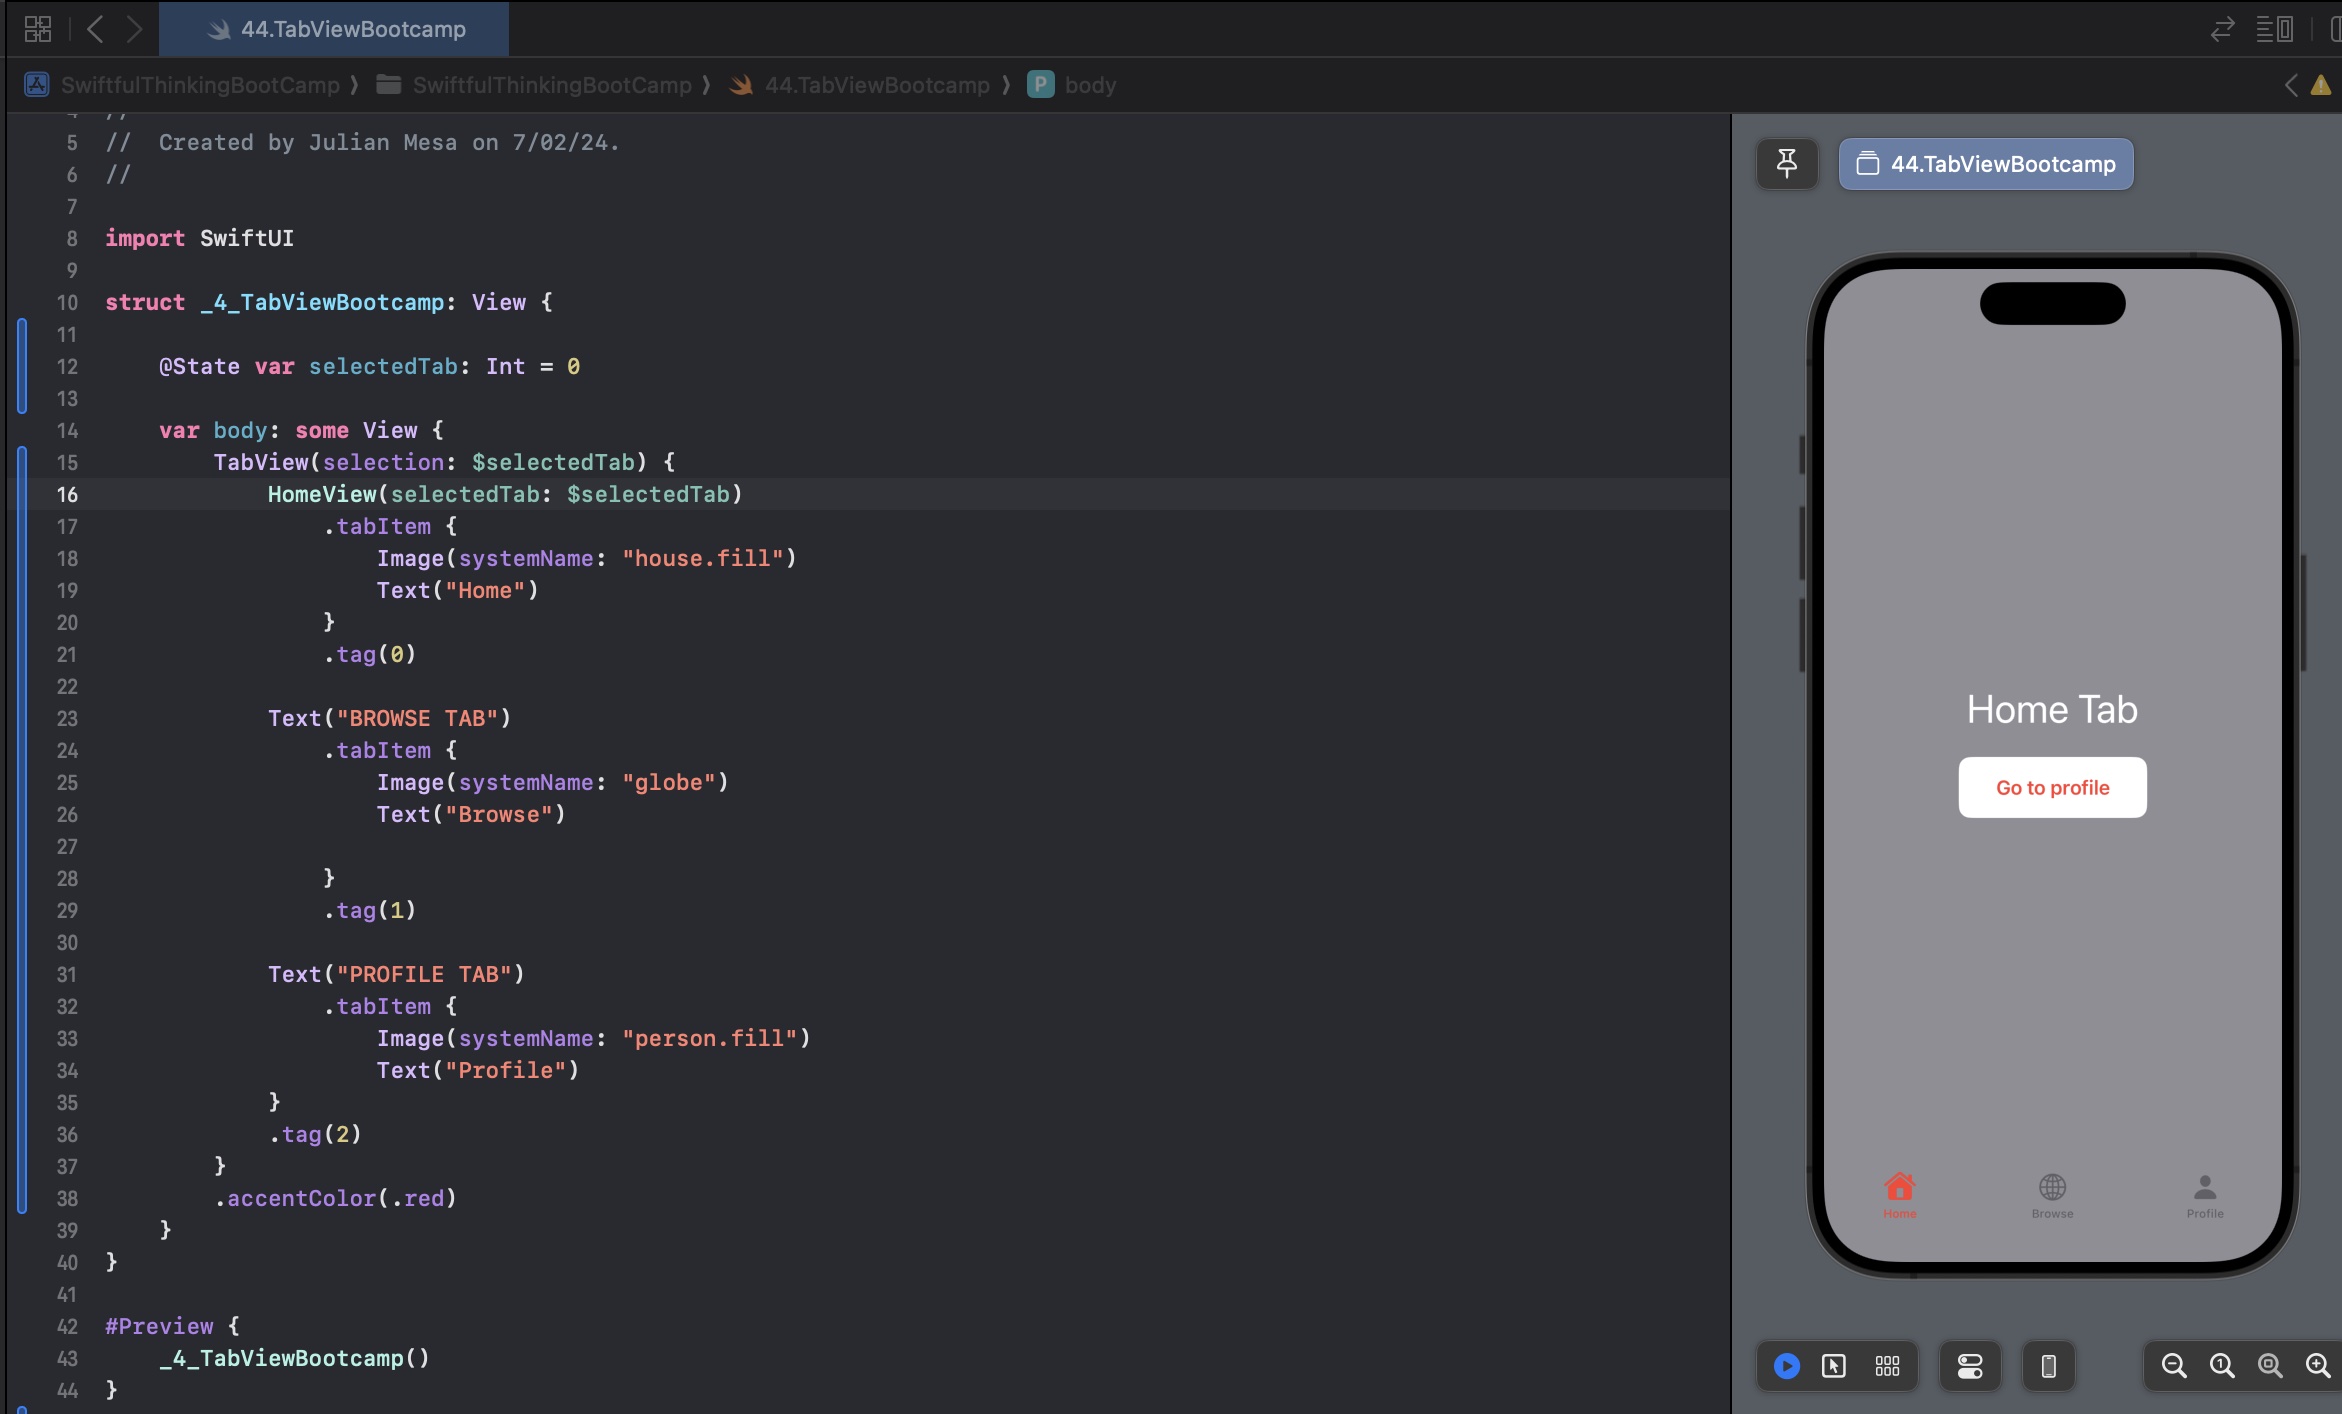 44.TabViewBootcamp
SwiftfulThinkingBootCamp ⟩ SwiftfulThinkingBootCamp ⟩ 44.TabViewBootcamp ⟩ P body
4 //
5 //  Created by Julian Mesa on 7/02/24.
6 //
7
8 import SwiftUI
9
10 struct _4_TabViewBootcamp: View {
11
12     @State var selectedTab: Int = 0
13
14     var body: some View {
15         TabView(selection: $selectedTab) {
16             HomeView(selectedTab: $selectedTab)
17                 .tabItem {
18                     Image(systemName: "house.fill")
19                     Text("Home")
20                 }
21                 .tag(0)
22
23             Text("BROWSE TAB")
24                 .tabItem {
25                     Image(systemName: "globe")
26                     Text("Browse")
27
28                 }
29                 .tag(1)
30
31             Text("PROFILE TAB")
32                 .tabItem {
33                     Image(systemName: "person.fill")
34                     Text("Profile")
35             }
36             .tag(2)
37         }
38         .accentColor(.red)
39     }
40 }
41
42 #Preview {
43     _4_TabViewBootcamp()
44 }
44.TabViewBootcamp
Home Tab
Go to profile
Home
Browse
Profile